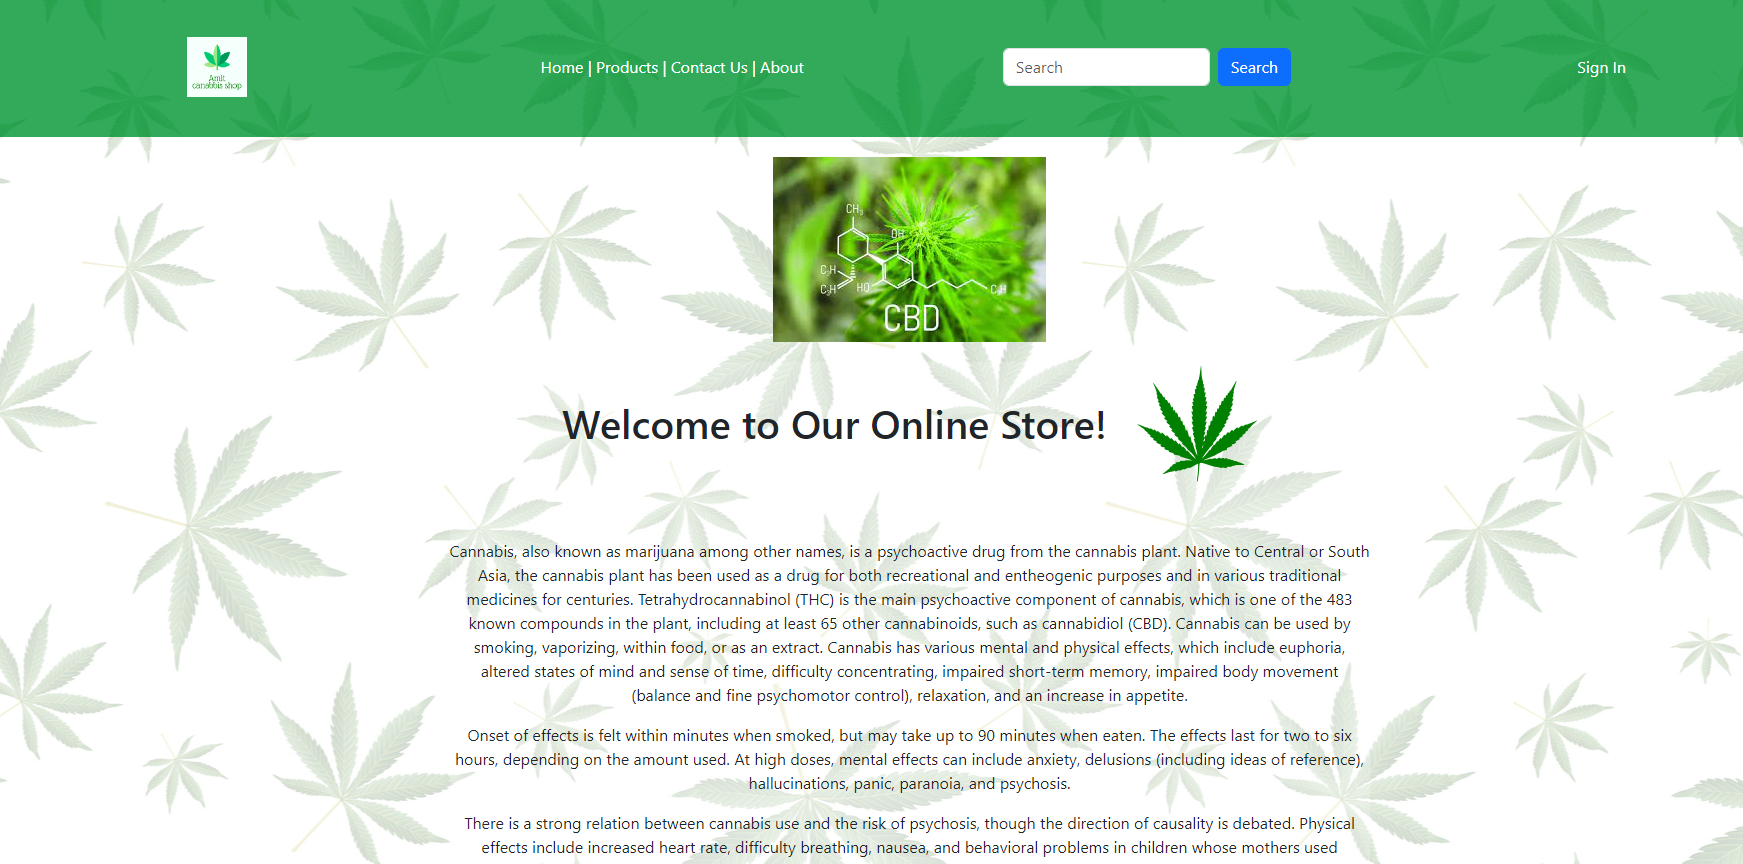 Amit
canabbis shop
Home | Products | Contact Us | About
Search
Search
Sign In
CH3
OH
C2H
C3H
HO
C5H
CBD
Welcome to Our Online Store!
Cannabis, also known as marijuana among other names, is a psychoactive drug from the cannabis plant. Native to Central or South
Asia, the cannabis plant has been used as a drug for both recreational and entheogenic purposes and in various traditional
medicines for centuries. Tetrahydrocannabinol (THC) is the main psychoactive component of cannabis, which is one of the 483
known compounds in the plant, including at least 65 other cannabinoids, such as cannabidiol (CBD). Cannabis can be used by
smoking, vaporizing, within food, or as an extract. Cannabis has various mental and physical effects, which include euphoria,
altered states of mind and sense of time, difficulty concentrating, impaired short-term memory, impaired body movement
(balance and fine psychomotor control), relaxation, and an increase in appetite.
Onset of effects is felt within minutes when smoked, but may take up to 90 minutes when eaten. The effects last for two to six
hours, depending on the amount used. At high doses, mental effects can include anxiety, delusions (including ideas of reference),
hallucinations, panic, paranoia, and psychosis.
There is a strong relation between cannabis use and the risk of psychosis, though the direction of causality is debated. Physical
effects include increased heart rate, difficulty breathing, nausea, and behavioral problems in children whose mothers used